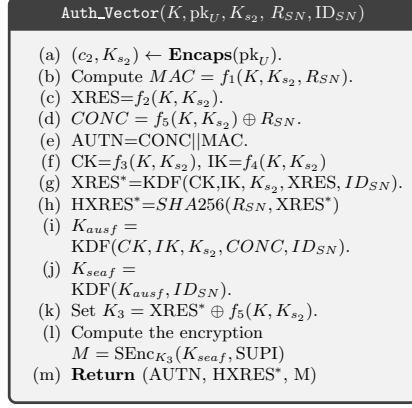 Auth_Vector(K, pk_U, K_{s_2}, R_{SN}, ID_{SN})
(a) (c_2, K_{s_2}) ← Encaps(pk_U).
(b) Compute MAC = f_1(K, K_{s_2}, R_{SN}).
(c) XRES=f_2(K, K_{s_2}).
(d) CONC = f_5(K, K_{s_2}) ⊕ R_{SN}.
(e) AUTN=CONC||MAC.
(f) CK=f_3(K, K_{s_2}), IK=f_4(K, K_{s_2})
(g) XRES*=KDF(CK,IK, K_{s_2}, XRES, ID_{SN}).
(h) HXRES*=SHA256(R_{SN}, XRES*)
(i) K_{ausf} =
KDF(CK, IK, K_{s_2}, CONC, ID_{SN}).
(j) K_{seaf} =
KDF(K_{ausf}, ID_{SN}).
(k) Set K_3 = XRES* ⊕ f_5(K, K_{s_2}).
(l) Compute the encryption
M = SEnc_{K_3}(K_{seaf}, SUPI)
(m) Return (AUTN, HXRES*, M)